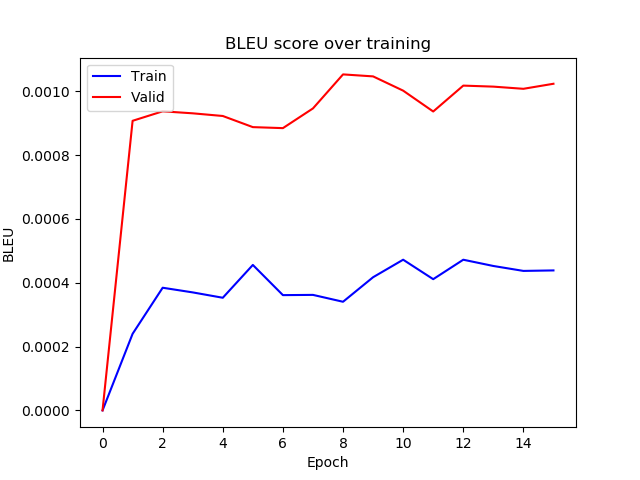 BLEU score over training
Train
Valid
0.0010
0.0008
0.0006
0.0004
0.0002
0.0000
BLEU
0 2 4 6 8 10 12 14
Epoch